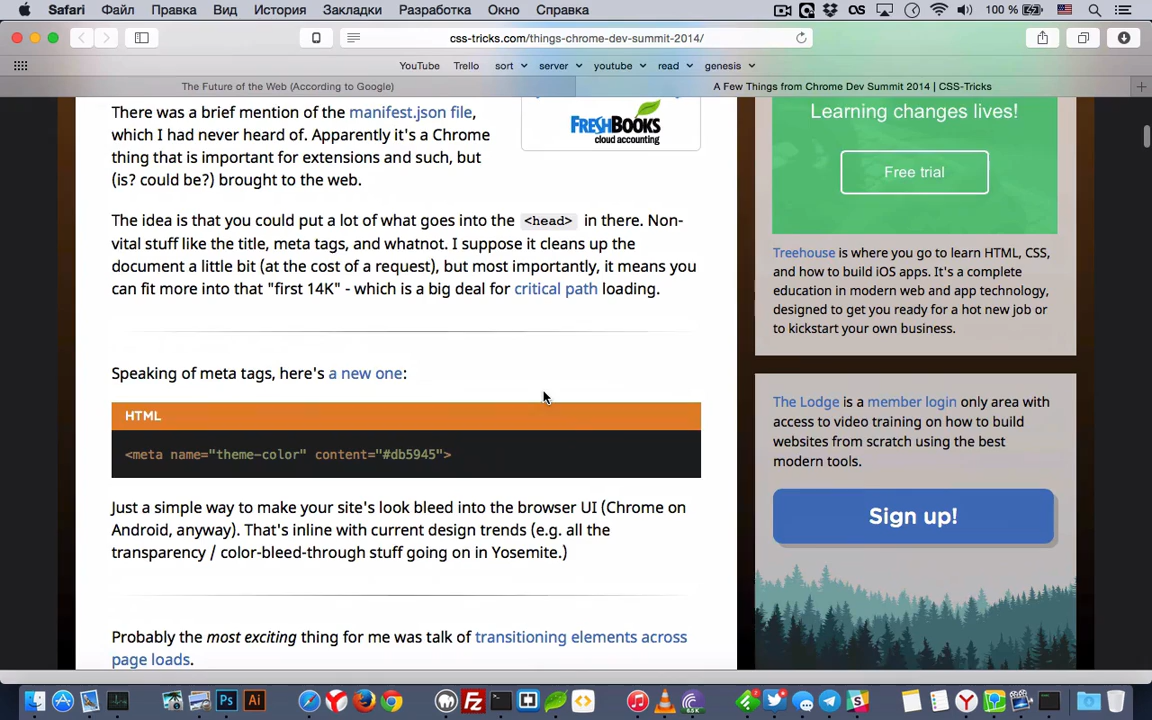 Safari Файл Правка Вид История Закладки Разработка Окно Справка 100 %
css-tricks.com/things-chrome-dev-summit-2014/
YouTube Trello sort server youtube read genesis
The Future of the Web (According to Google) A Few Things from Chrome Dev Summit 2014 | CSS-Tricks
There was a brief mention of the manifest.json file,
which I had never heard of. Apparently it's a Chrome
thing that is important for extensions and such, but
(is? could be?) brought to the web.
FRESHBOOKS
cloud accounting
The idea is that you could put a lot of what goes into the <head> in there. Non-
vital stuff like the title, meta tags, and whatnot. I suppose it cleans up the
document a little bit (at the cost of a request), but most importantly, it means you
can fit more into that "first 14K" - which is a big deal for critical path loading.
Speaking of meta tags, here's a new one:
HTML
<meta name="theme-color" content="#db5945">
Just a simple way to make your site's look bleed into the browser UI (Chrome on
Android, anyway). That's inline with current design trends (e.g. all the
transparency / color-bleed-through stuff going on in Yosemite.)
Probably the most exciting thing for me was talk of transitioning elements across
page loads.
Learning changes lives!
Free trial
Treehouse is where you go to learn HTML, CSS,
and how to build iOS apps. It's a complete
education in modern web and app technology,
designed to get you ready for a hot new job or
to kickstart your own business.
The Lodge is a member login only area with
access to video training on how to build
websites from scratch using the best
modern tools.
Sign up!
Ps Ai Fz